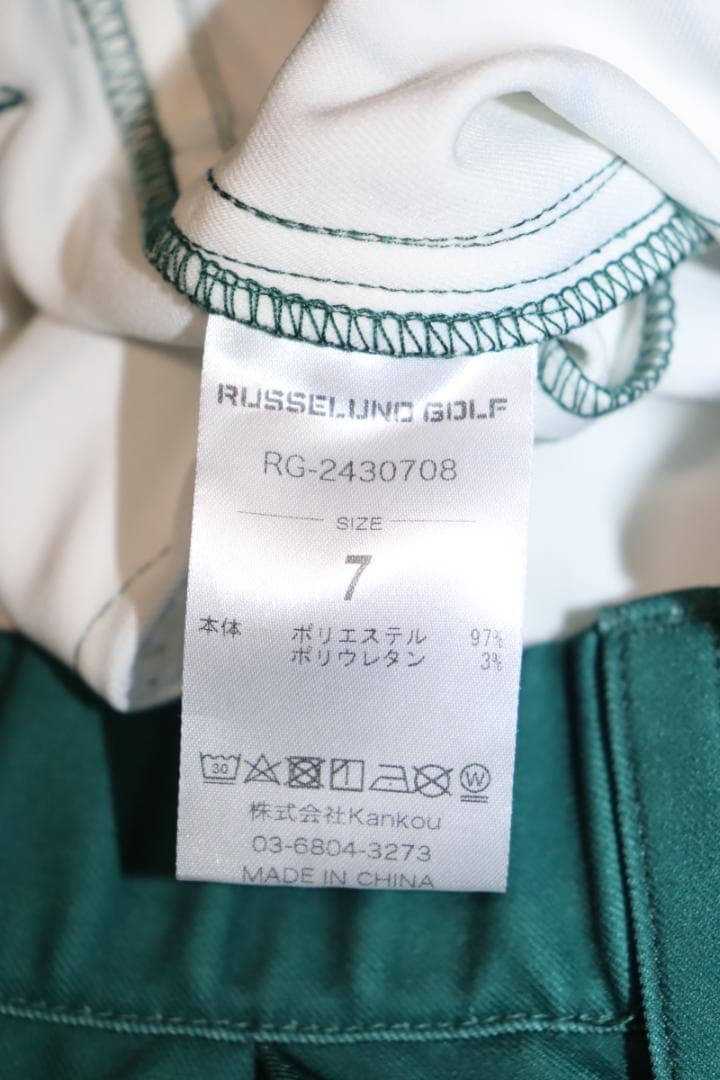 RUSSELUNO GOLF
RG-2430708
SIZE
7
本体 ポリエステル 97%
ポリウレタン 3%
30 W
株式会社Kankou
03-6804-3273
MADE IN CHINA